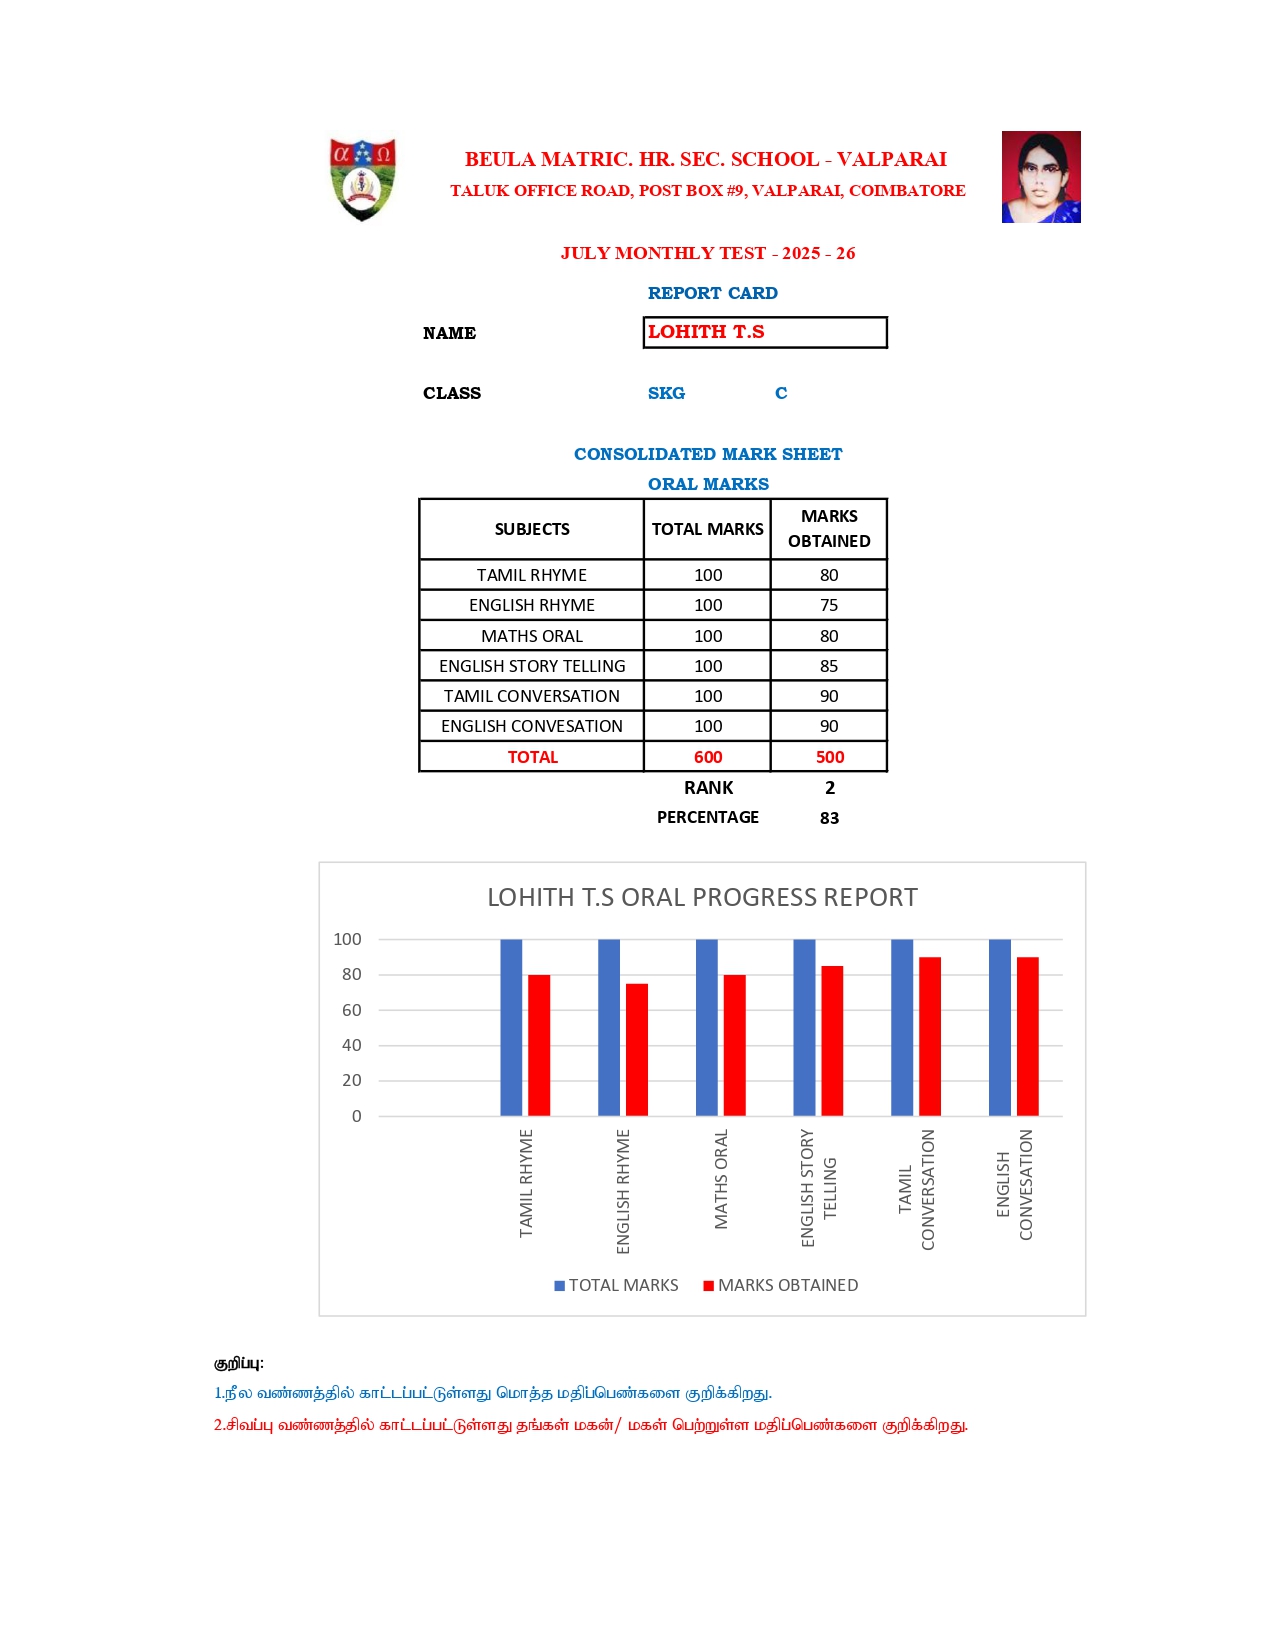 α Ω
BEULA MATRIC. HR. SEC. SCHOOL - VALPARAI
TALUK OFFICE ROAD, POST BOX #9, VALPARAI, COIMBATORE
JULY MONTHLY TEST - 2025 - 26
REPORT CARD
NAME LOHITH T.S
CLASS SKG C
CONSOLIDATED MARK SHEET
ORAL MARKS
SUBJECTS TOTAL MARKS MARKS OBTAINED
TAMIL RHYME 100 80
ENGLISH RHYME 100 75
MATHS ORAL 100 80
ENGLISH STORY TELLING 100 85
TAMIL CONVERSATION 100 90
ENGLISH CONVESATION 100 90
TOTAL 600 500
RANK 2
PERCENTAGE 83
LOHITH T.S ORAL PROGRESS REPORT
100
80
60
40
20
0
TAMIL RHYME
ENGLISH RHYME
MATHS ORAL
ENGLISH STORY TELLING
TAMIL CONVERSATION
ENGLISH CONVESATION
TOTAL MARKS MARKS OBTAINED
குறிப்பு:
1.நீல வண்ணத்தில் காட்டப்பட்டுள்ளது மொத்த மதிப்பெண்களை குறிக்கிறது.
2.சிவப்பு வண்ணத்தில் காட்டப்பட்டுள்ளது தங்கள் மகன்/ மகள் பெற்றுள்ள மதிப்பெண்களை குறிக்கிறது.